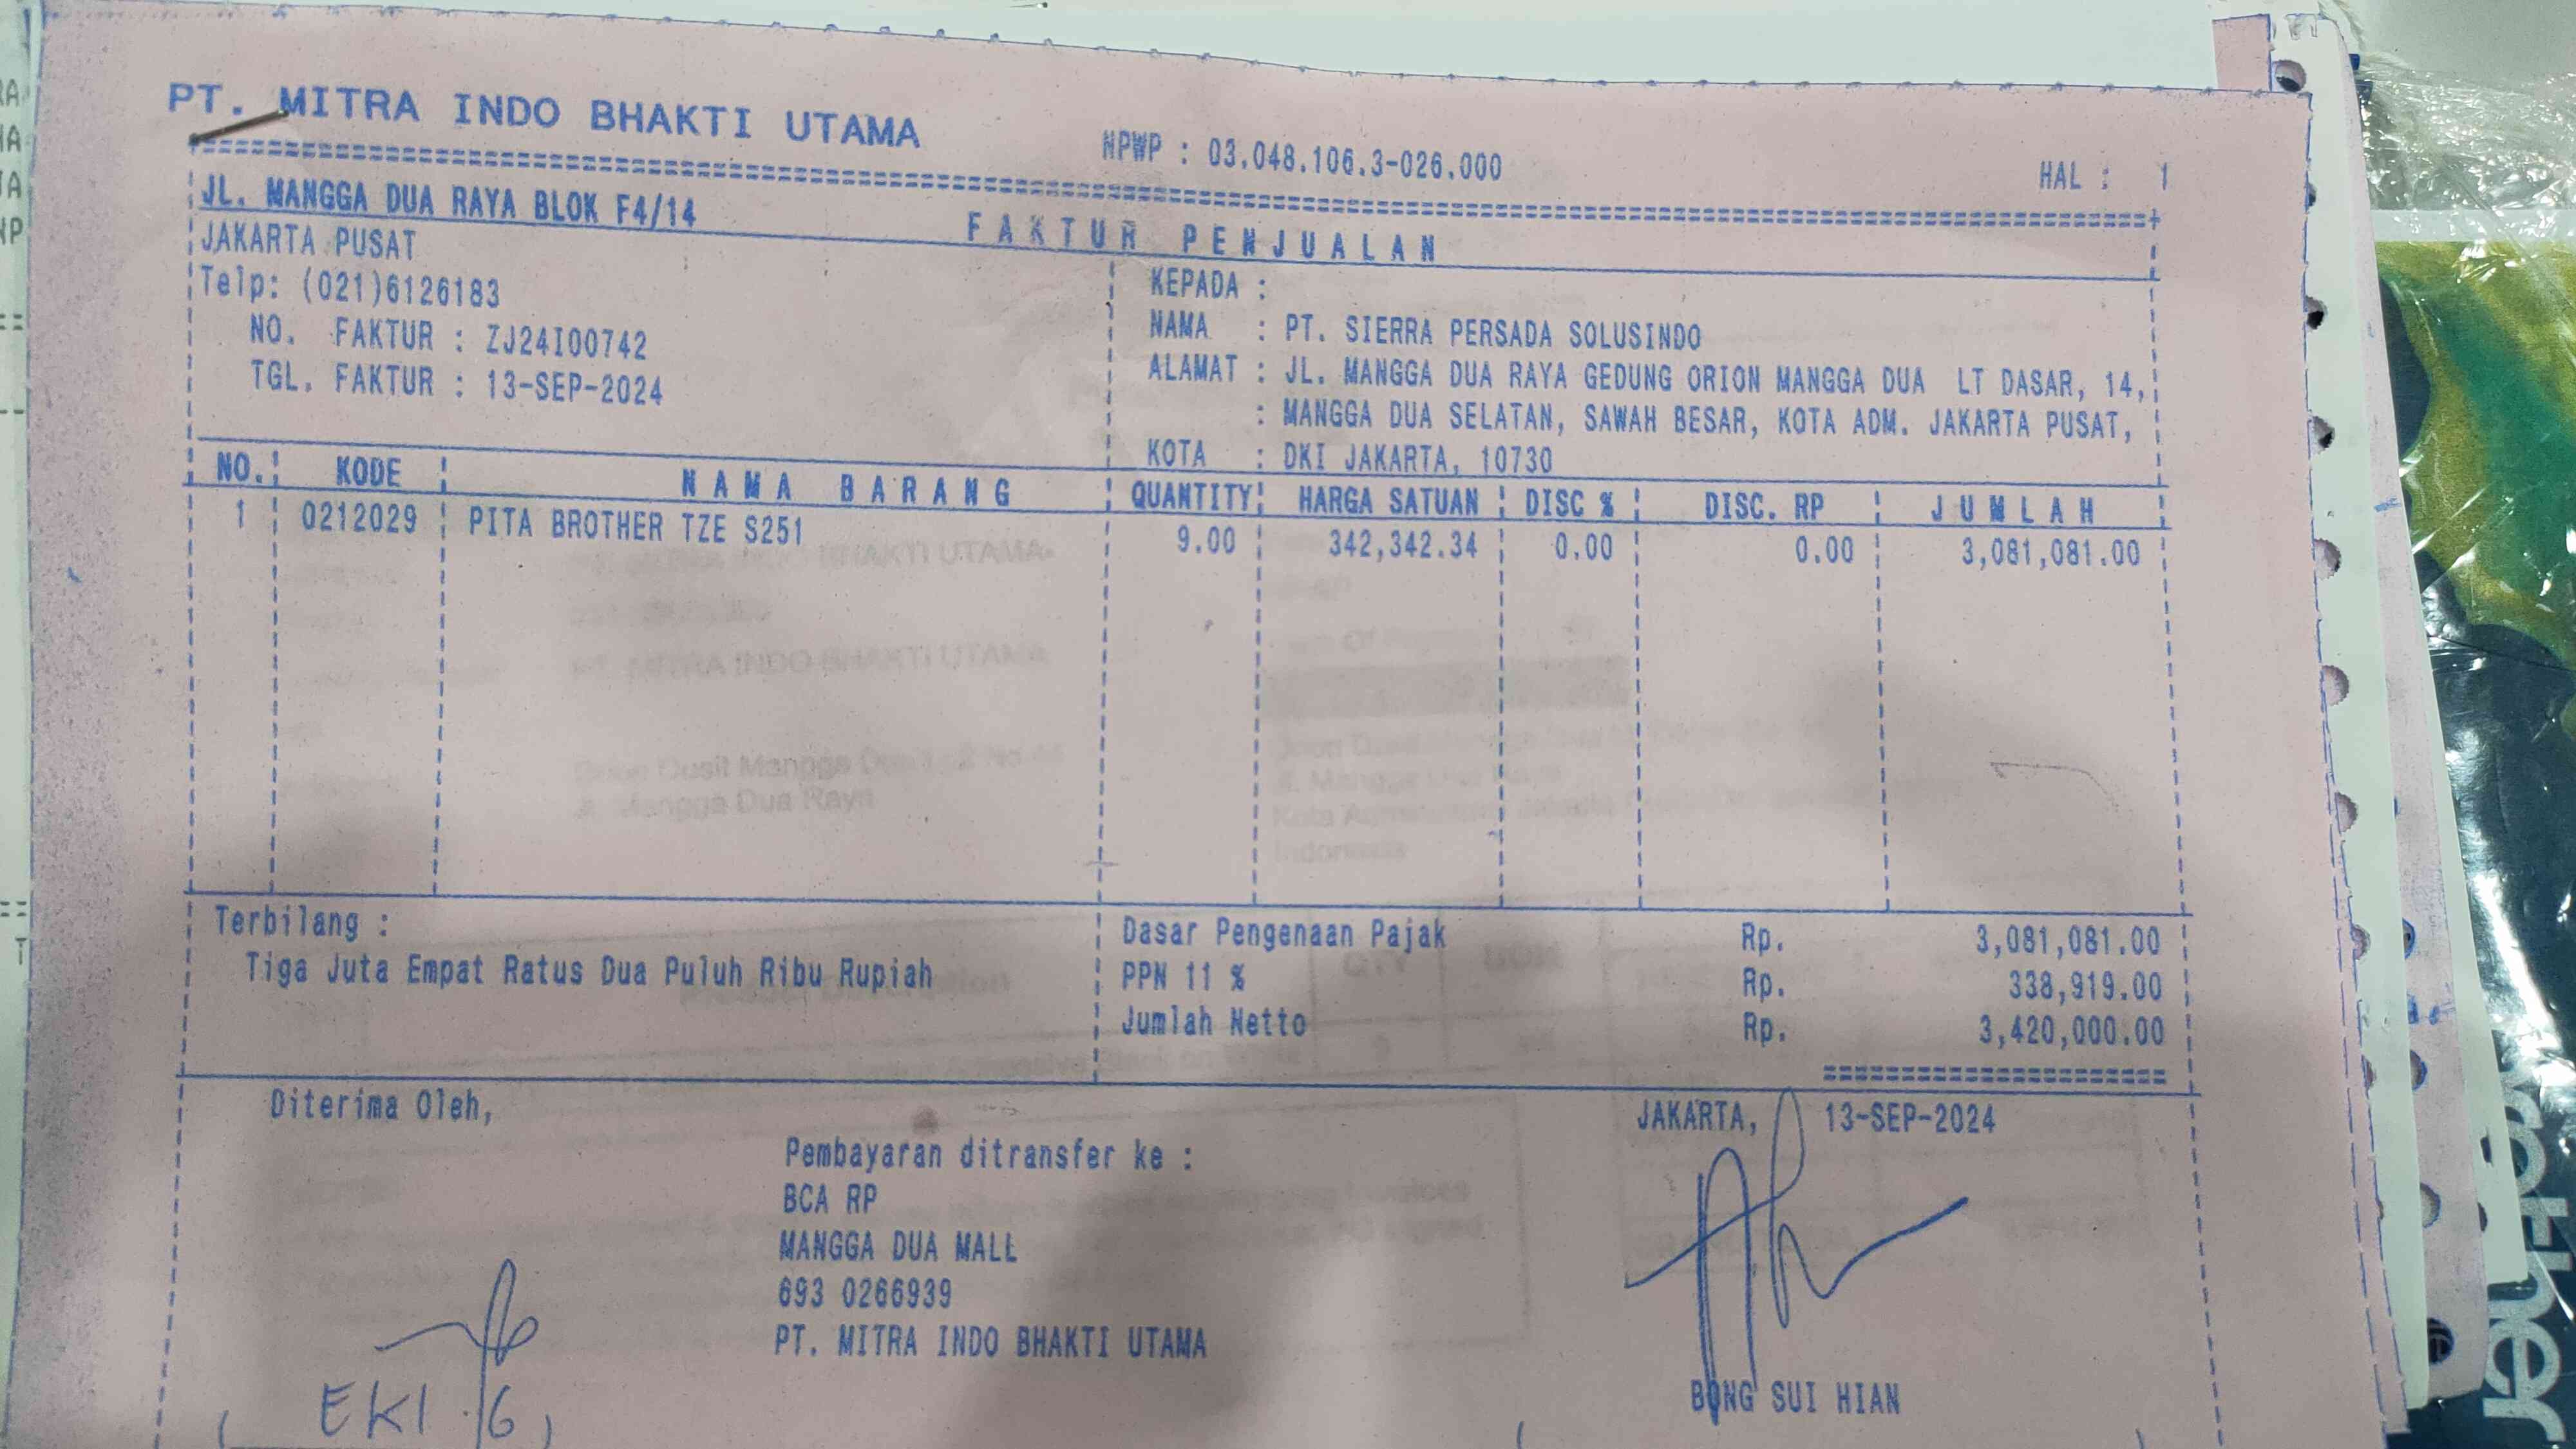 PT. MITRA INDO BHAKTI UTAMA
NPWP : 03.048.106.3-026.000
HAL : 1
JL. MANGGA DUA RAYA BLOK F4/14
FAKTUR PENJUALAN
JAKARTA PUSAT
Telp: (021)6126183
NO. FAKTUR : ZJ24I00742
TGL. FAKTUR : 13-SEP-2024
KEPADA :
NAMA : PT. SIERRA PERSADA SOLUSINDO
ALAMAT : JL. MANGGA DUA RAYA GEDUNG ORION MANGGA DUA LT DASAR, 14,
: MANGGA DUA SELATAN, SAWAH BESAR, KOTA ADM. JAKARTA PUSAT,
KOTA : DKI JAKARTA, 10730
NO. KODE NAMA BARANG QUANTITY HARGA SATUAN DISC % DISC. RP JUMLAH
1 0212029 PITA BROTHER TZE S251 9.00 342,342.34 0.00 0.00 3,081,081.00
Terbilang :
Tiga Juta Empat Ratus Dua Puluh Ribu Rupiah
Dasar Pengenaan Pajak Rp. 3,081,081.00
PPN 11 % Rp. 338,919.00
Jumlah Netto Rp. 3,420,000.00
Diterima Oleh,
JAKARTA, 13-SEP-2024
Pembayaran ditransfer ke :
BCA RP
MANGGA DUA MALL
693 0266939
PT. MITRA INDO BHAKTI UTAMA
EKI
BONG SUI HIAN